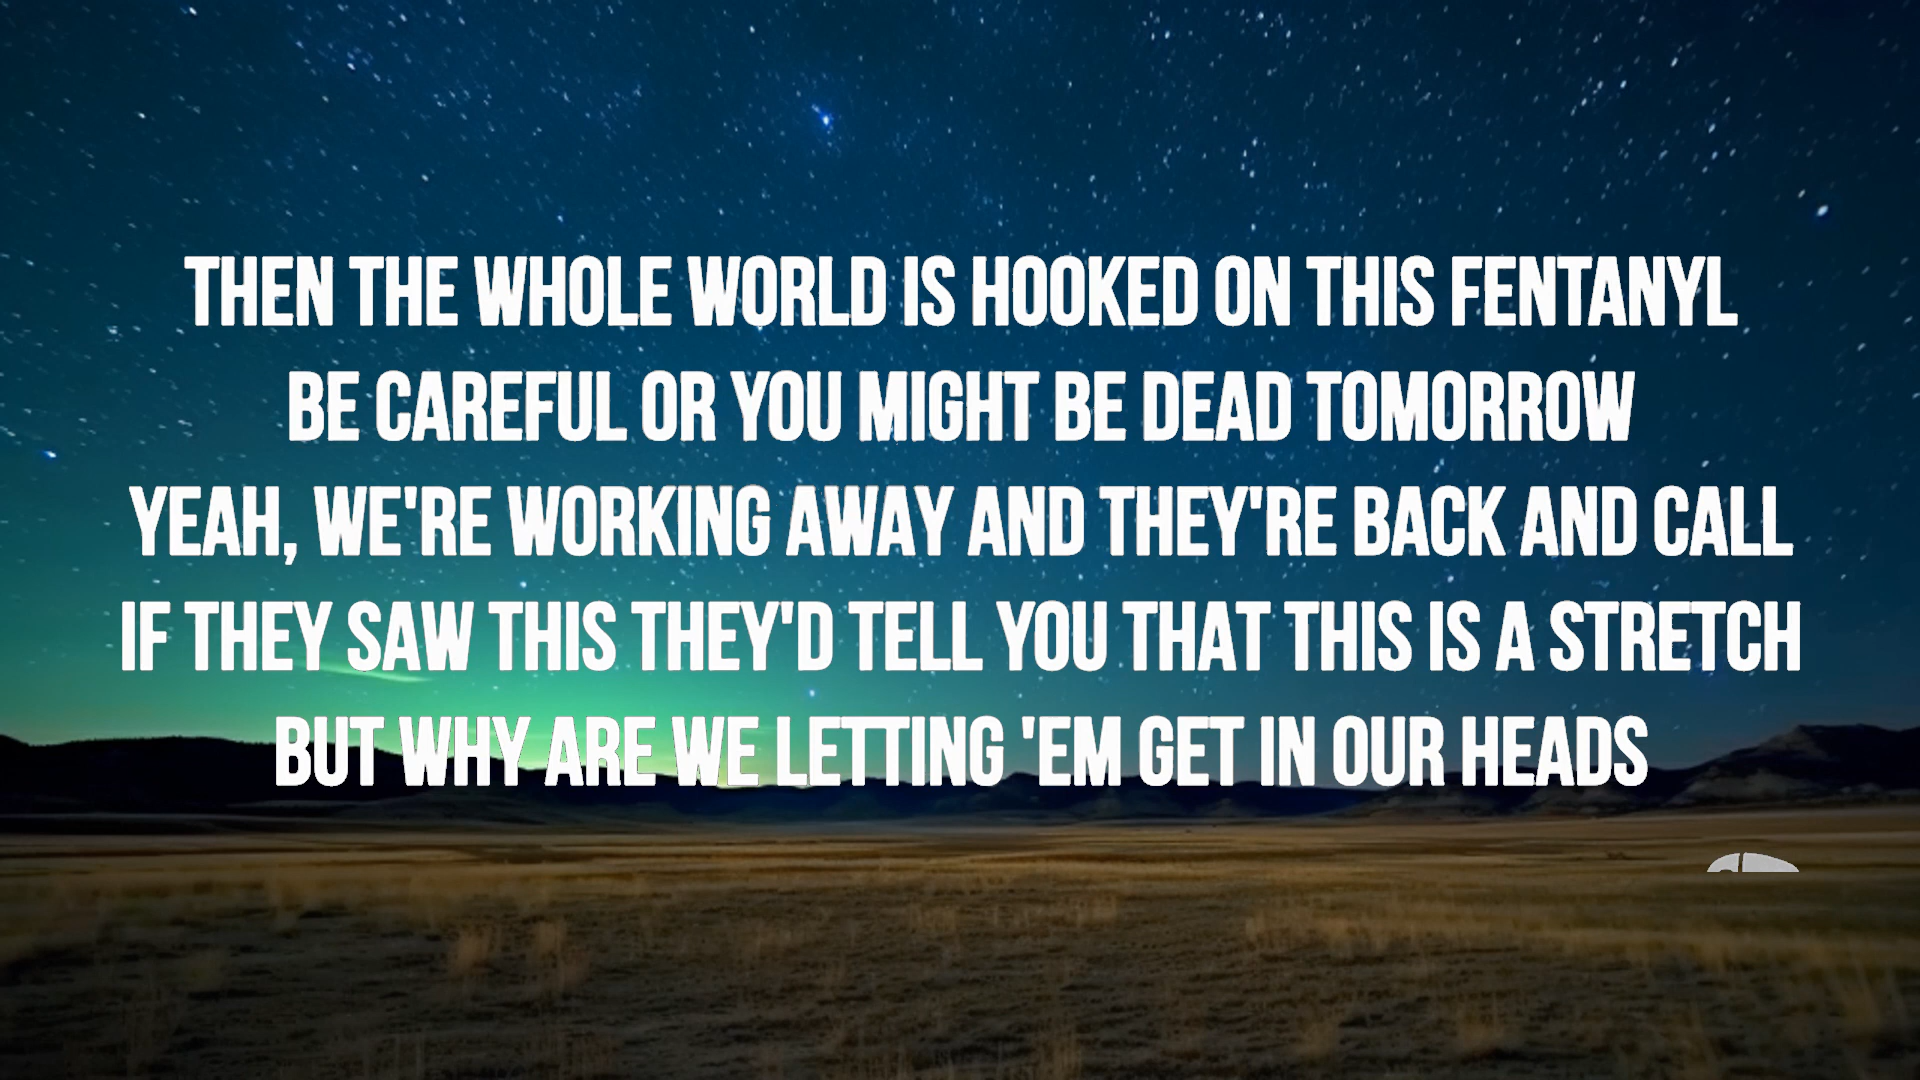 THEN THE WHOLE WORLD IS HOOKED ON THIS FENTANYL
BE CAREFUL OR YOU MIGHT BE DEAD TOMORROW
YEAH, WE'RE WORKING AWAY AND THEY'RE BACK AND CALL
IF THEY SAW THIS THEY'D TELL YOU THAT THIS IS A STRETCH
BUT WHY ARE WE LETTING 'EM GET IN OUR HEADS